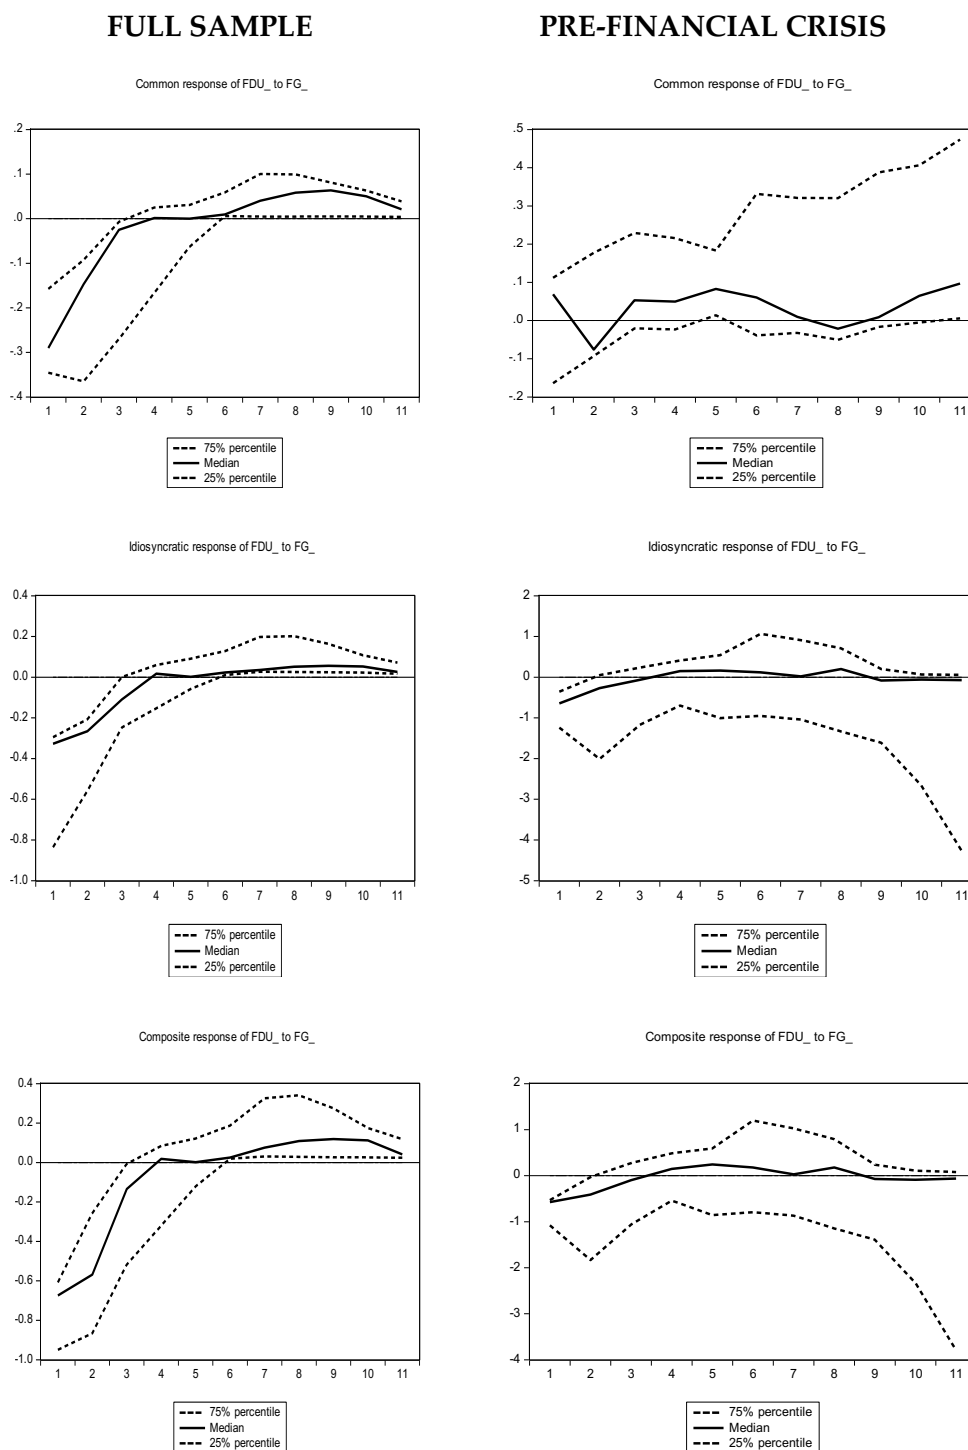 FULL SAMPLE
PRE-FINANCIAL CRISIS
Common response of FDU_ to FG_
.2
.1
.0
-.1
-.2
-.3
-.4
1 2 3 4 5 6 7 8 9 10 11
75% percentile
Median
25% percentile
Common response of FDU_ to FG_
.5
.4
.3
.2
.1
.0
-.1
-.2
1 2 3 4 5 6 7 8 9 10 11
75% percentile
Median
25% percentile
Idiosyncratic response of FDU_ to FG_
0.4
0.2
0.0
-0.2
-0.4
-0.6
-0.8
-1.0
1 2 3 4 5 6 7 8 9 10 11
75% percentile
Median
25% percentile
Idiosyncratic response of FDU_ to FG_
2
1
0
-1
-2
-3
-4
-5
1 2 3 4 5 6 7 8 9 10 11
75% percentile
Median
25% percentile
Composite response of FDU_ to FG_
0.4
0.2
0.0
-0.2
-0.4
-0.6
-0.8
-1.0
1 2 3 4 5 6 7 8 9 10 11
75% percentile
Median
25% percentile
Composite response of FDU_ to FG_
2
1
0
-1
-2
-3
-4
1 2 3 4 5 6 7 8 9 10 11
75% percentile
Median
25% percentile